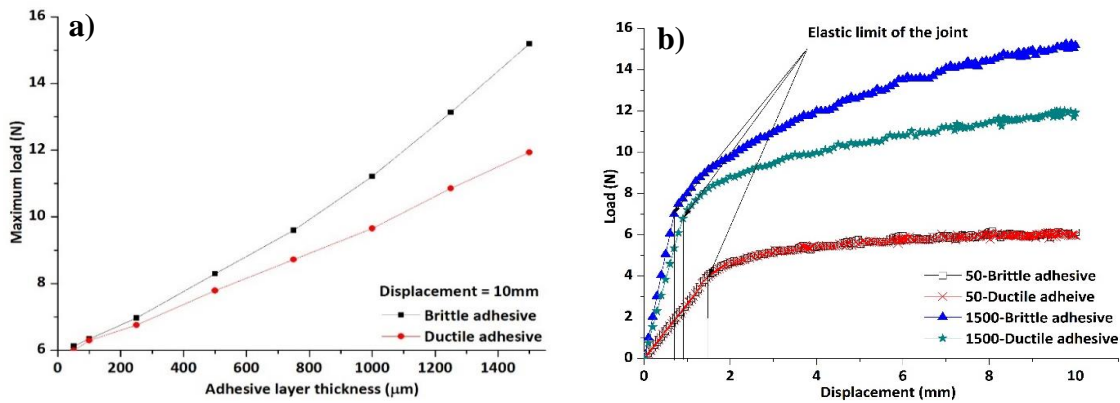 a)
16
14
12
10
8
6
Maximum load (N)
0 200 400 600 800 1000 1200 1400
Adhesive layer thickness (μm)
Displacement = 10mm
Brittle adhesive
Ductile adhesive
b)
Elastic limit of the joint
16
14
12
10
8
6
4
2
0
Load (N)
0 2 4 6 8 10
Displacement (mm)
50-Brittle adhesive
50-Ductile adheive
1500-Brittle adhesive
1500-Ductile adhesive